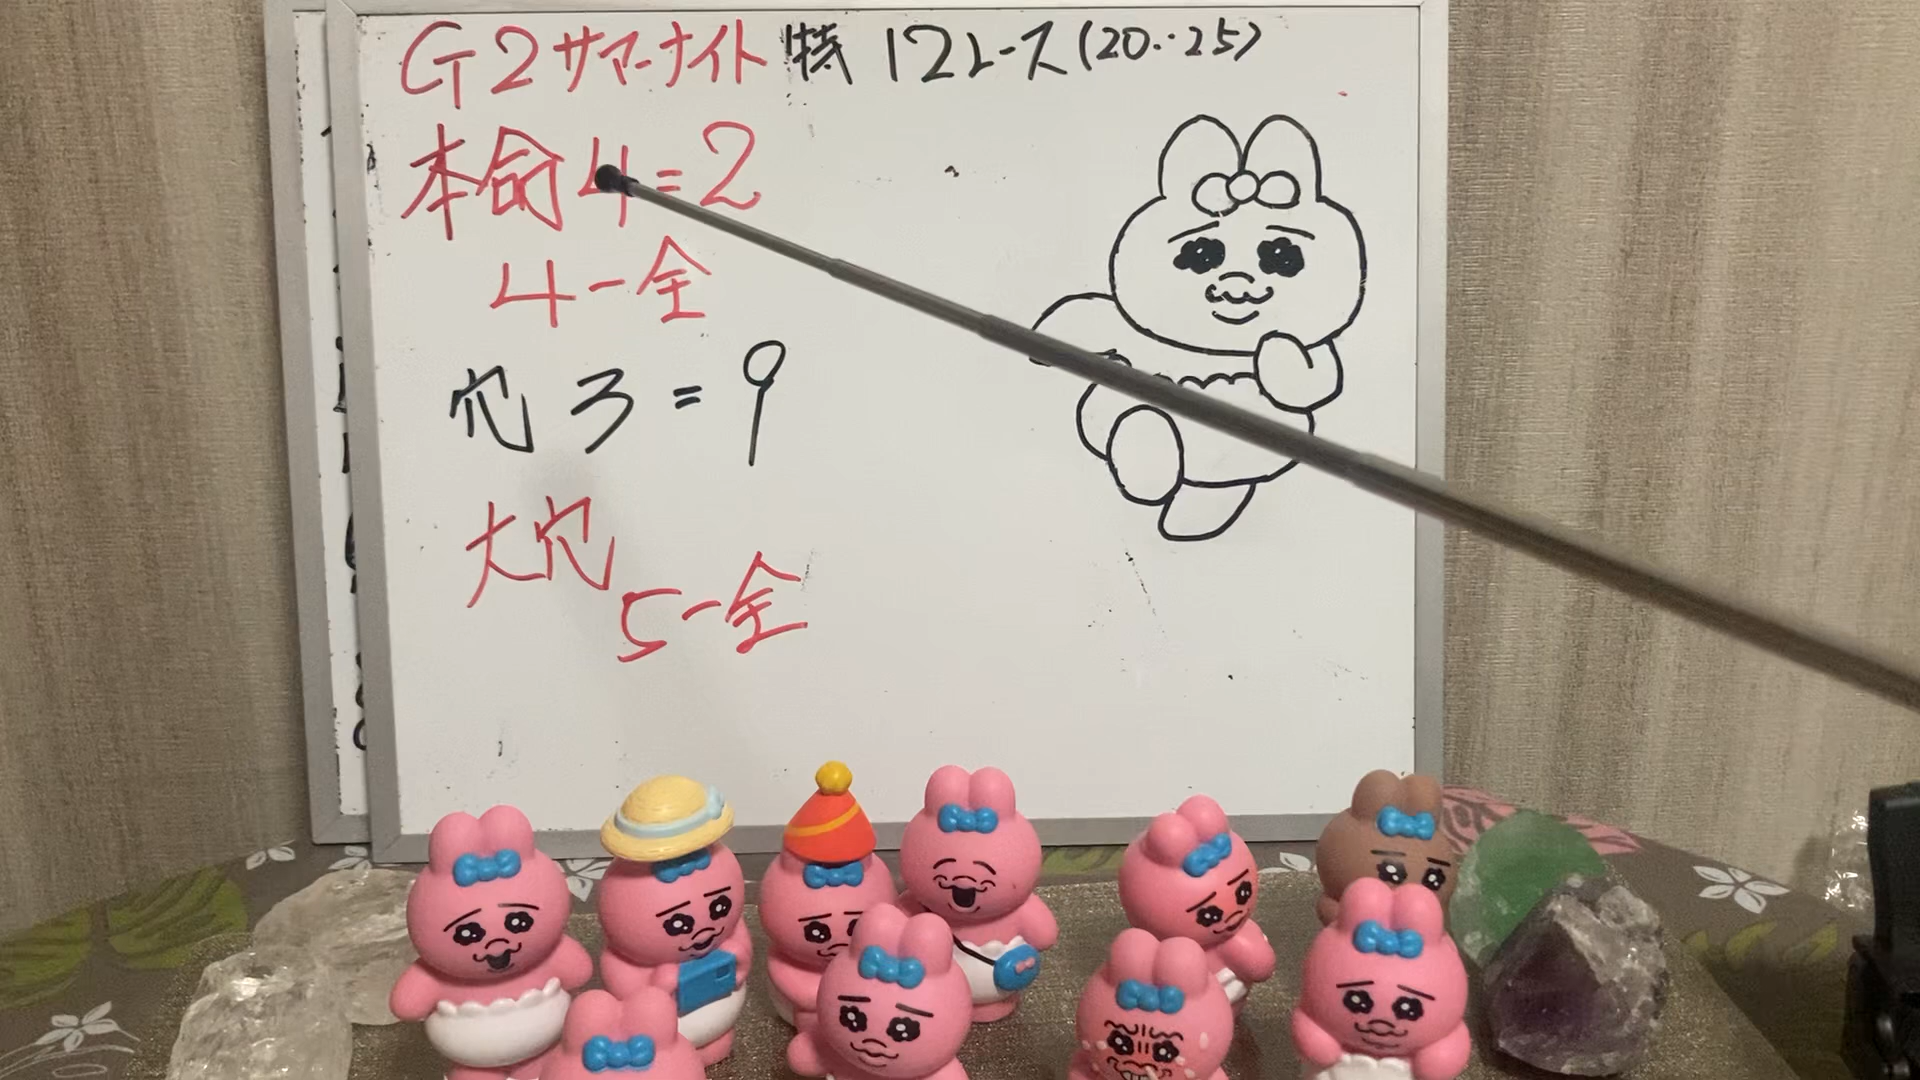 G2サマーナイト特 12レース(20:25)
本命 4=2
4-全
穴 3=9
大穴
5-全